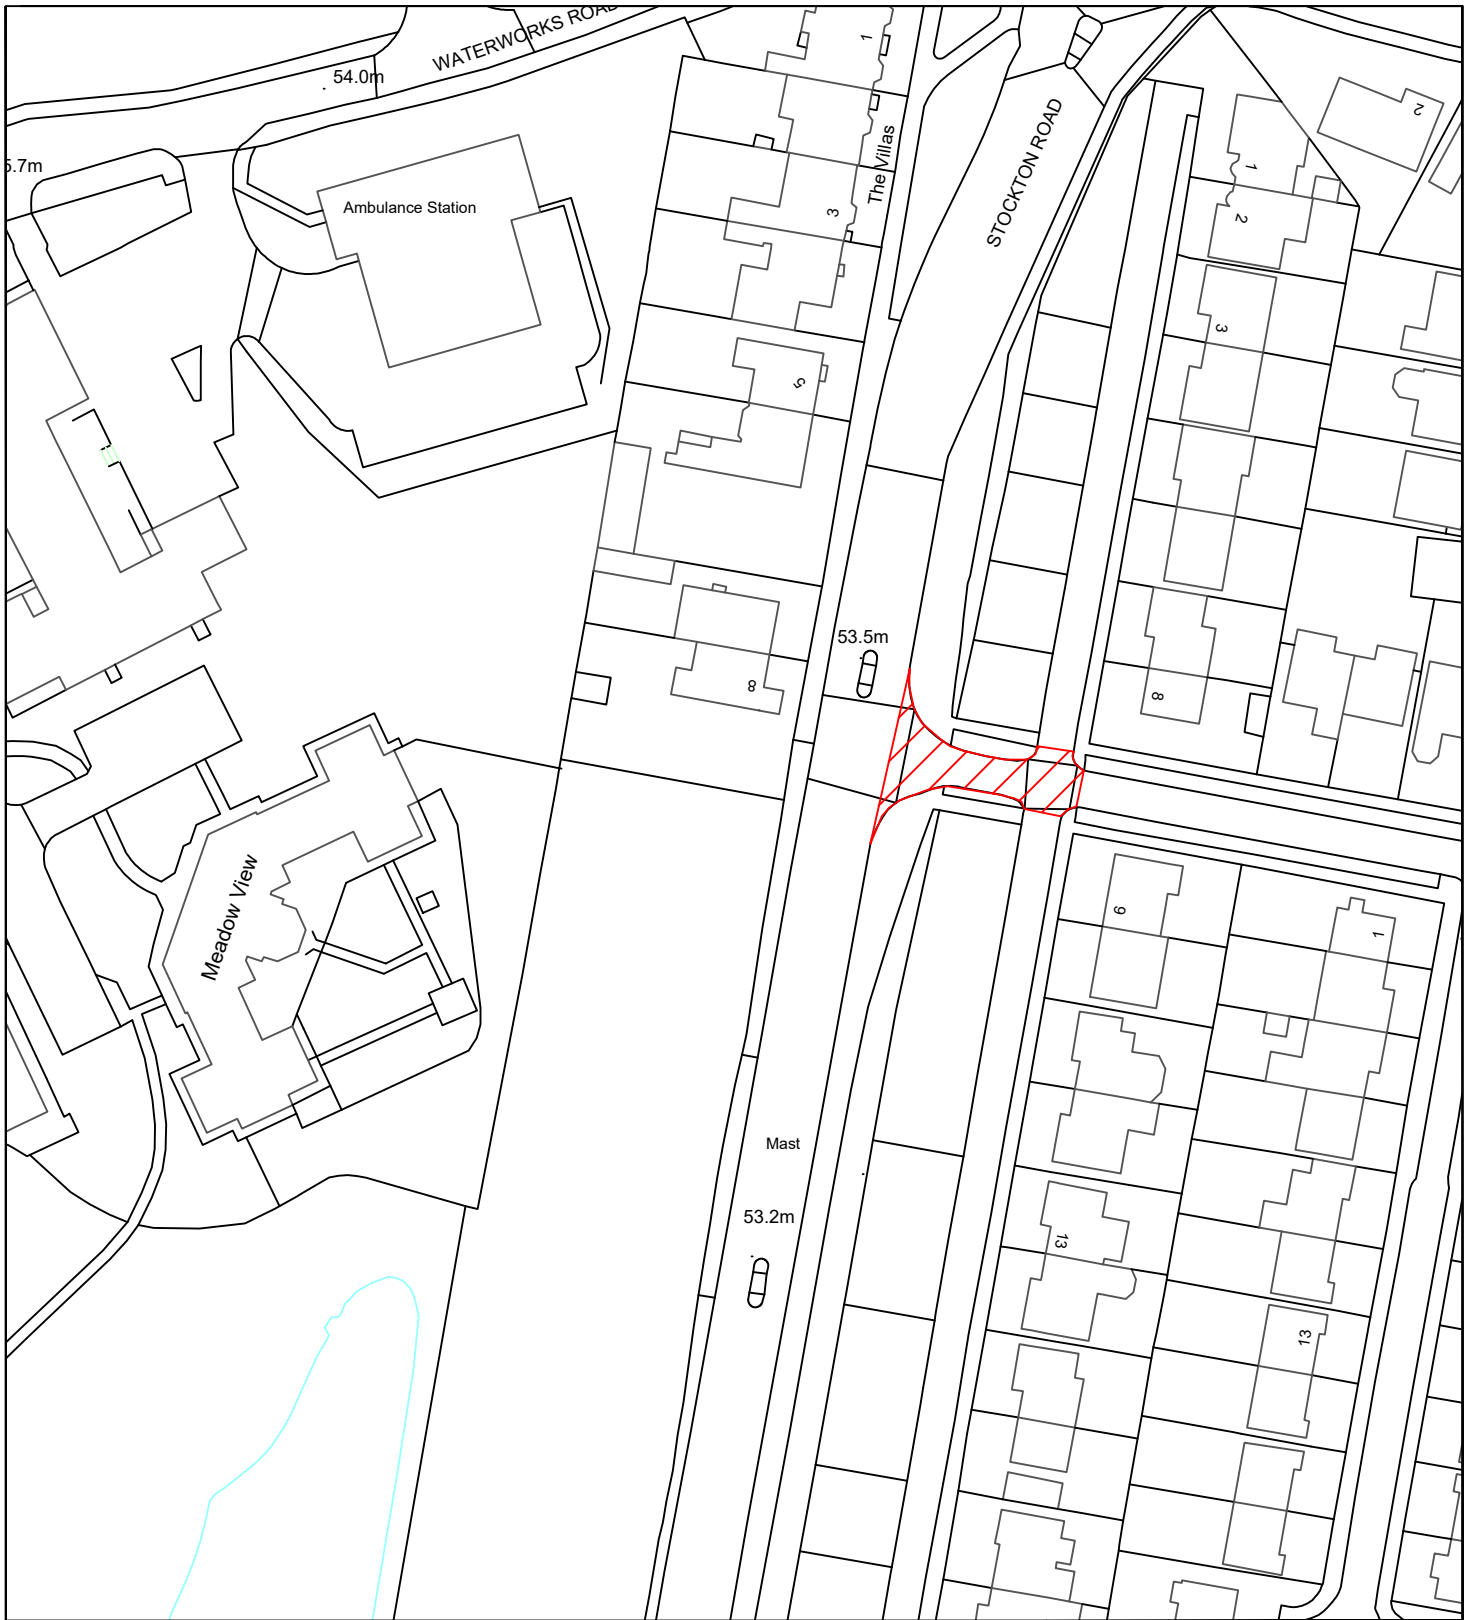 WATERWORKS ROAD
54.0m
5.7m
Ambulance Station
1
The Villas
3
STOCKTON ROAD
2
1
2
3
5
53.5m
8
8
Meadow View
9
1
Mast
53.2m
13
13